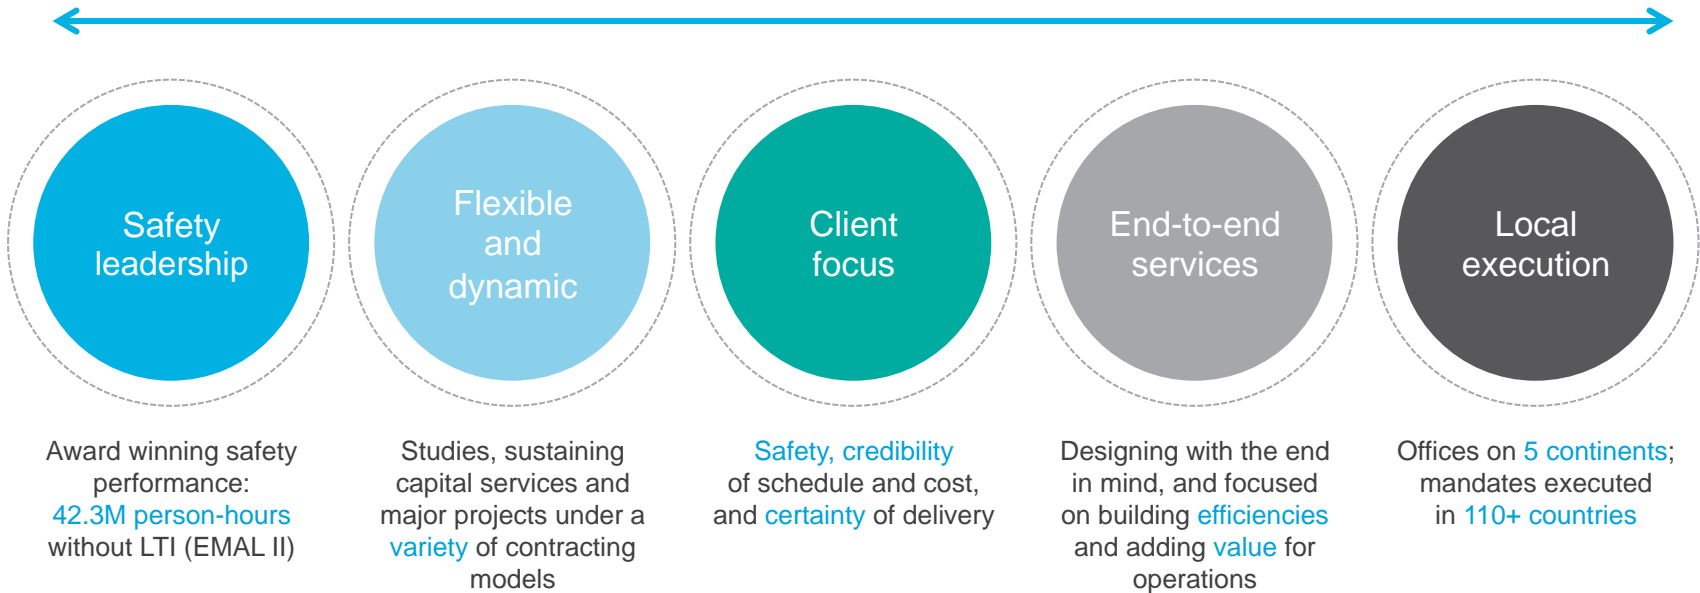 Safety
leadership
Flexible
and
dynamic
Client
focus
End-to-end
services
Local
execution
Award winning safety
performance:
42.3M person-hours
without LTI (EMAL II)
Studies, sustaining
capital services and
major projects under a
variety of contracting
models
Safety, credibility
of schedule and cost,
and certainty of delivery
Designing with the end
in mind, and focused
on building efficiencies
and adding value for
operations
Offices on 5 continents;
mandates executed
in 110+ countries